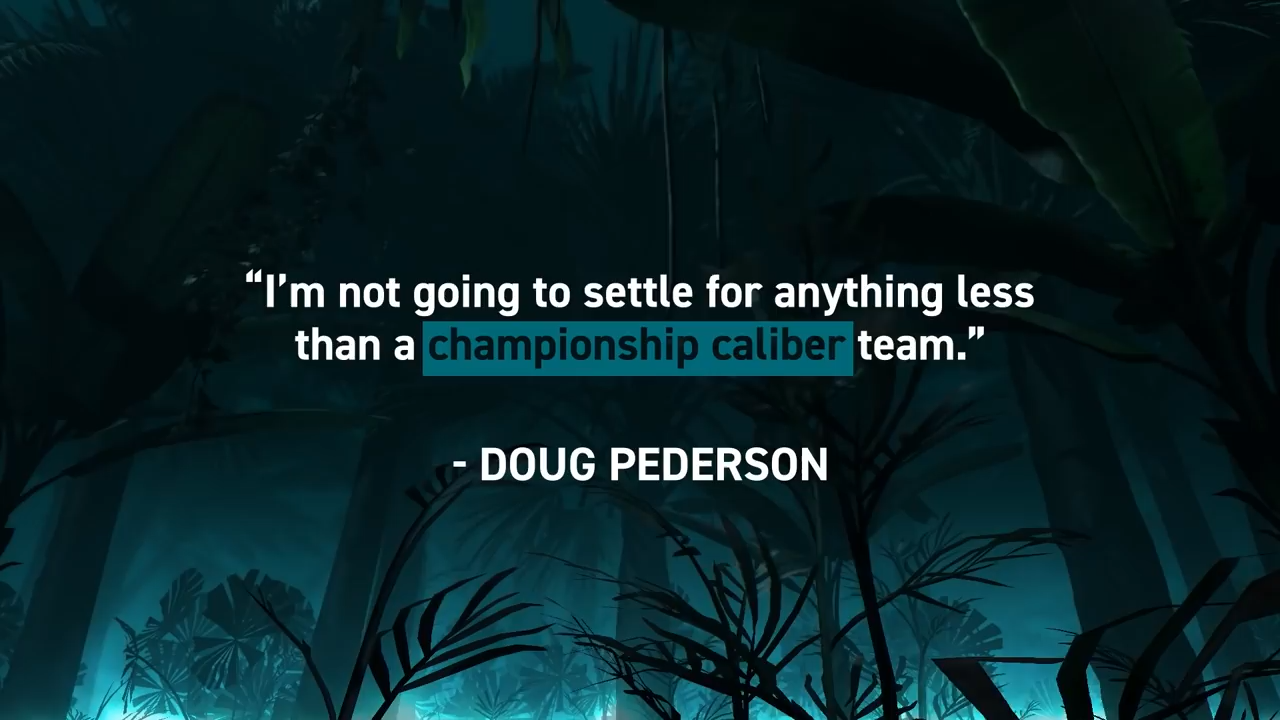 “I’m not going to settle for anything less
than a championship caliber team.”
- DOUG PEDERSON